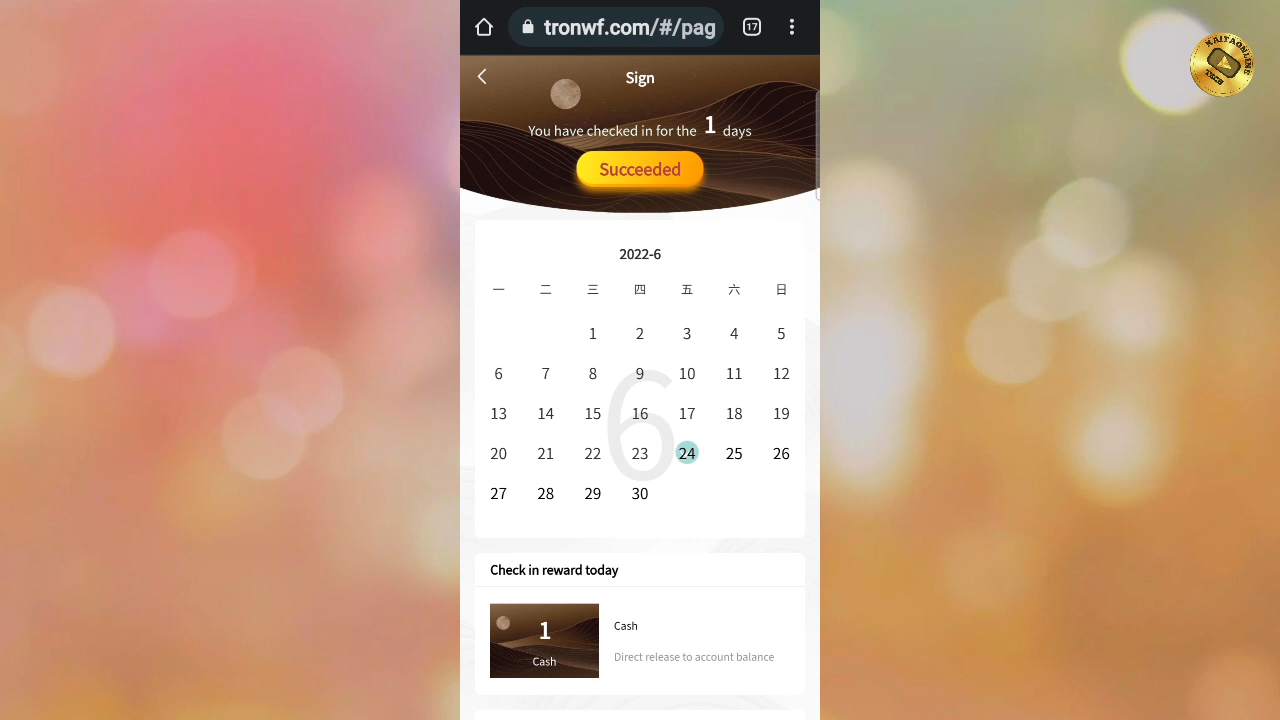 tronwf.com/#/pag
17
KAITAONLINE
TECH
Sign
You have checked in for the 1 days
Succeeded
2022-6
一 二 三 四 五 六 日
1 2 3 4 5
6 7 8 9 10 11 12
13 14 15 16 17 18 19
20 21 22 23 24 25 26
27 28 29 30
6
Check in reward today
1
Cash
Cash
Direct release to account balance